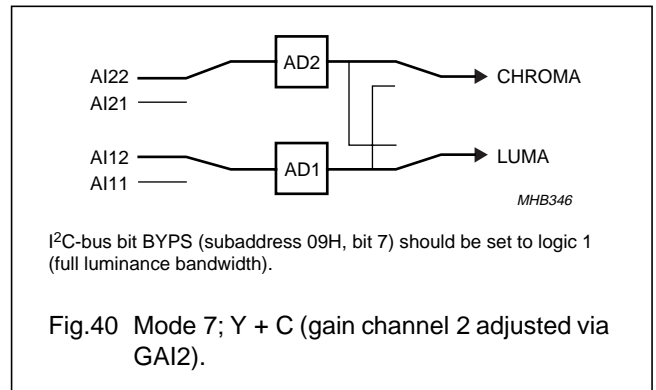 AI22
AI21
AI12
AI11
AD2
AD1
CHROMA
LUMA
MHB346
I²C-bus bit BYPS (subaddress 09H, bit 7) should be set to logic 1
(full luminance bandwidth).
Fig.40 Mode 7; Y + C (gain channel 2 adjusted via
GAI2).